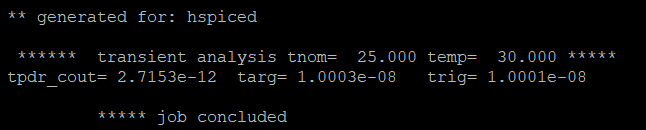 ** generated for: hspiced
****** transient analysis tnom= 25.000 temp= 30.000 *****
tpdr_cout= 2.7153e-12 targ= 1.0003e-08 trig= 1.0001e-08
***** job concluded